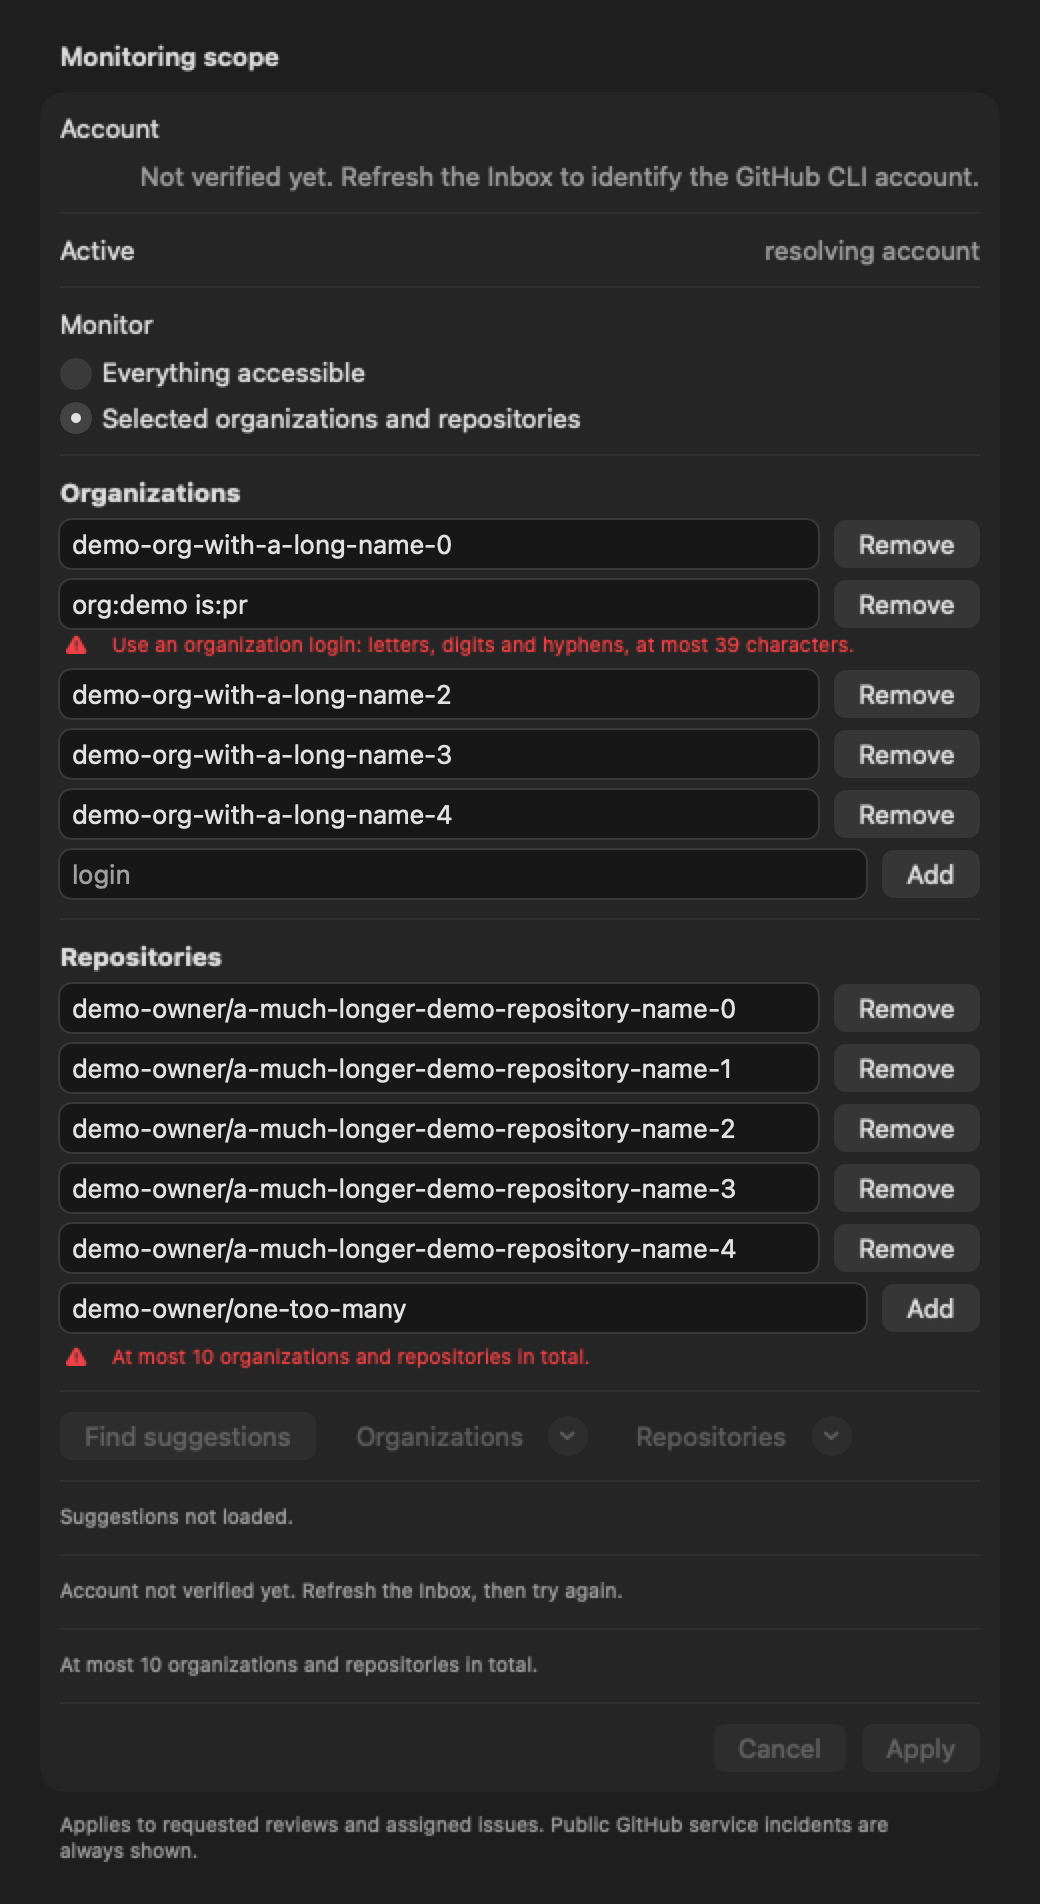 Monitoring scope
Account
Not verified yet. Refresh the Inbox to identify the GitHub CLI account.
Active resolving account
Monitor
Everything accessible
Selected organizations and repositories
Organizations
demo-org-with-a-long-name-0 Remove
org:demo is:pr Remove
Use an organization login: letters, digits and hyphens, at most 39 characters.
demo-org-with-a-long-name-2 Remove
demo-org-with-a-long-name-3 Remove
demo-org-with-a-long-name-4 Remove
login Add
Repositories
demo-owner/a-much-longer-demo-repository-name-0 Remove
demo-owner/a-much-longer-demo-repository-name-1 Remove
demo-owner/a-much-longer-demo-repository-name-2 Remove
demo-owner/a-much-longer-demo-repository-name-3 Remove
demo-owner/a-much-longer-demo-repository-name-4 Remove
demo-owner/one-too-many Add
At most 10 organizations and repositories in total.
Find suggestions Organizations Repositories
Suggestions not loaded.
Account not verified yet. Refresh the Inbox, then try again.
At most 10 organizations and repositories in total.
Cancel Apply
Applies to requested reviews and assigned issues. Public GitHub service incidents are
always shown.